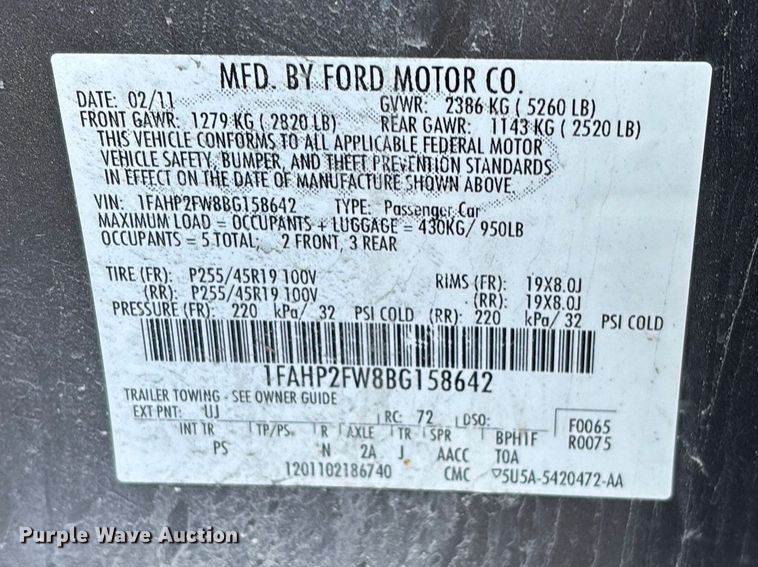 MFD. BY FORD MOTOR CO.
DATE: 02/11 GVWR: 2386 KG ( 5260 LB)
FRONT GAWR: 1279 KG ( 2820 LB) REAR GAWR: 1143 KG ( 2520 LB)
THIS VEHICLE CONFORMS TO ALL APPLICABLE FEDERAL MOTOR
VEHICLE SAFETY, BUMPER, AND THEFT PREVENTION STANDARDS
IN EFFECT ON THE DATE OF MANUFACTURE SHOWN ABOVE.
VIN: 1FAHP2FW8BG158642 TYPE: Passenger Car
MAXIMUM LOAD = OCCUPANTS + LUGGAGE = 430KG/ 950LB
OCCUPANTS = 5 TOTAL; 2 FRONT, 3 REAR
TIRE (FR): P255/45R19 100V RIMS (FR): 19X8.0J
(RR): P255/45R19 100V (RR): 19X8.0J
PRESSURE (FR): 220 kPa/ 32 PSI COLD (RR): 220 kPa/ 32 PSI COLD
1FAHP2FW8BG158642
TRAILER TOWING - SEE OWNER GUIDE
EXT PNT: UJ RC: 72 DSO: F0065
INT TR TP/PS R AXLE TR SPR BPH1F R0075
PS N 2A J AACC TOA
1201102186740 CMC ▽5U5A-5420472-AA
Purple Wave Auction